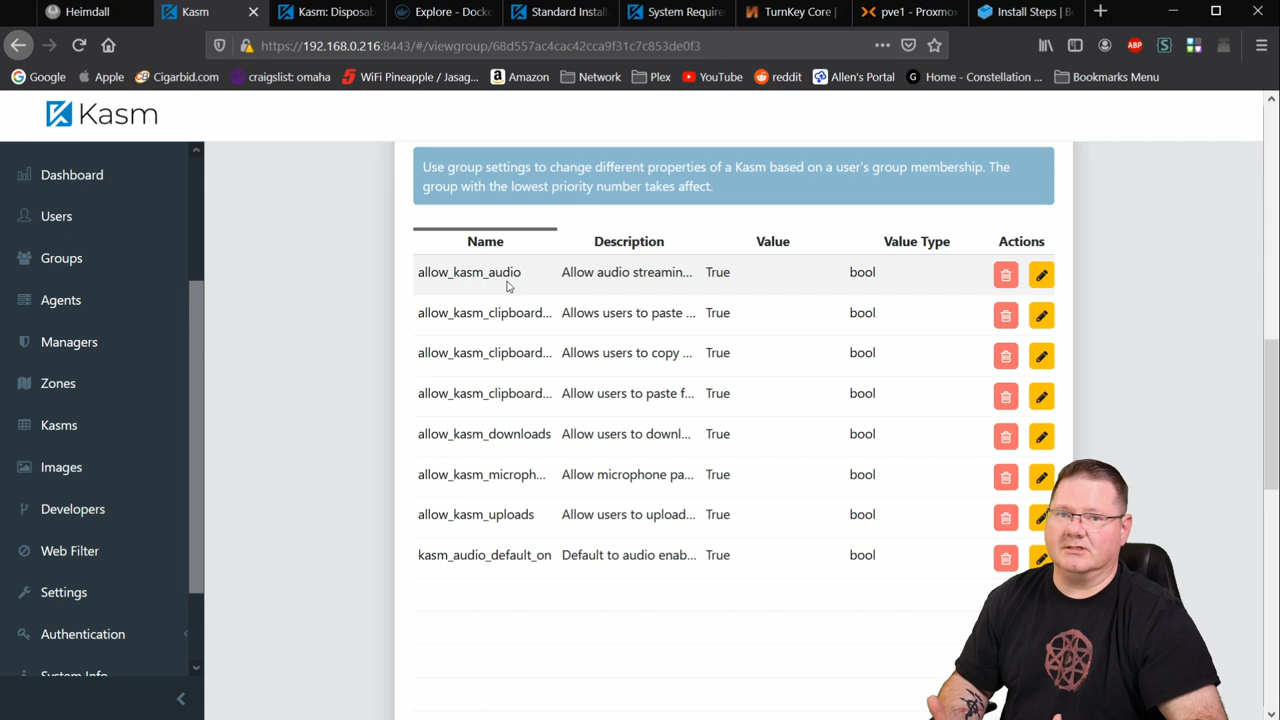 Heimdall
Kasm
Kasm: Disposab
Explore - Docke
Standard Instal
System Require
TurnKey Core |
pve1 - Proxmo
Install Steps | Bo
https://192.168.0.216:8443/#/viewgroup/68d557ac4cac42cca9f31c7c853de0f3
ABP
Google
Apple
Cigarbid.com
craigslist: omaha
WiFi Pineapple / Jasag...
Amazon
Network
Plex
YouTube
reddit
Allen's Portal
Home - Constellation ...
Bookmarks Menu
Kasm
Dashboard
Users
Groups
Agents
Managers
Zones
Kasms
Images
Developers
Web Filter
Settings
Authentication
System Info
Use group settings to change different properties of a Kasm based on a user's group membership. The
group with the lowest priority number takes affect.
Name Description Value Value Type Actions
allow_kasm_audio Allow audio streamin... True bool
allow_kasm_clipboard... Allows users to paste ... True bool
allow_kasm_clipboard... Allows users to copy ... True bool
allow_kasm_clipboard... Allow users to paste f... True bool
allow_kasm_downloads Allow users to downl... True bool
allow_kasm_microph... Allow microphone pa... True bool
allow_kasm_uploads Allow users to upload... True bool
kasm_audio_default_on Default to audio enab... True bool